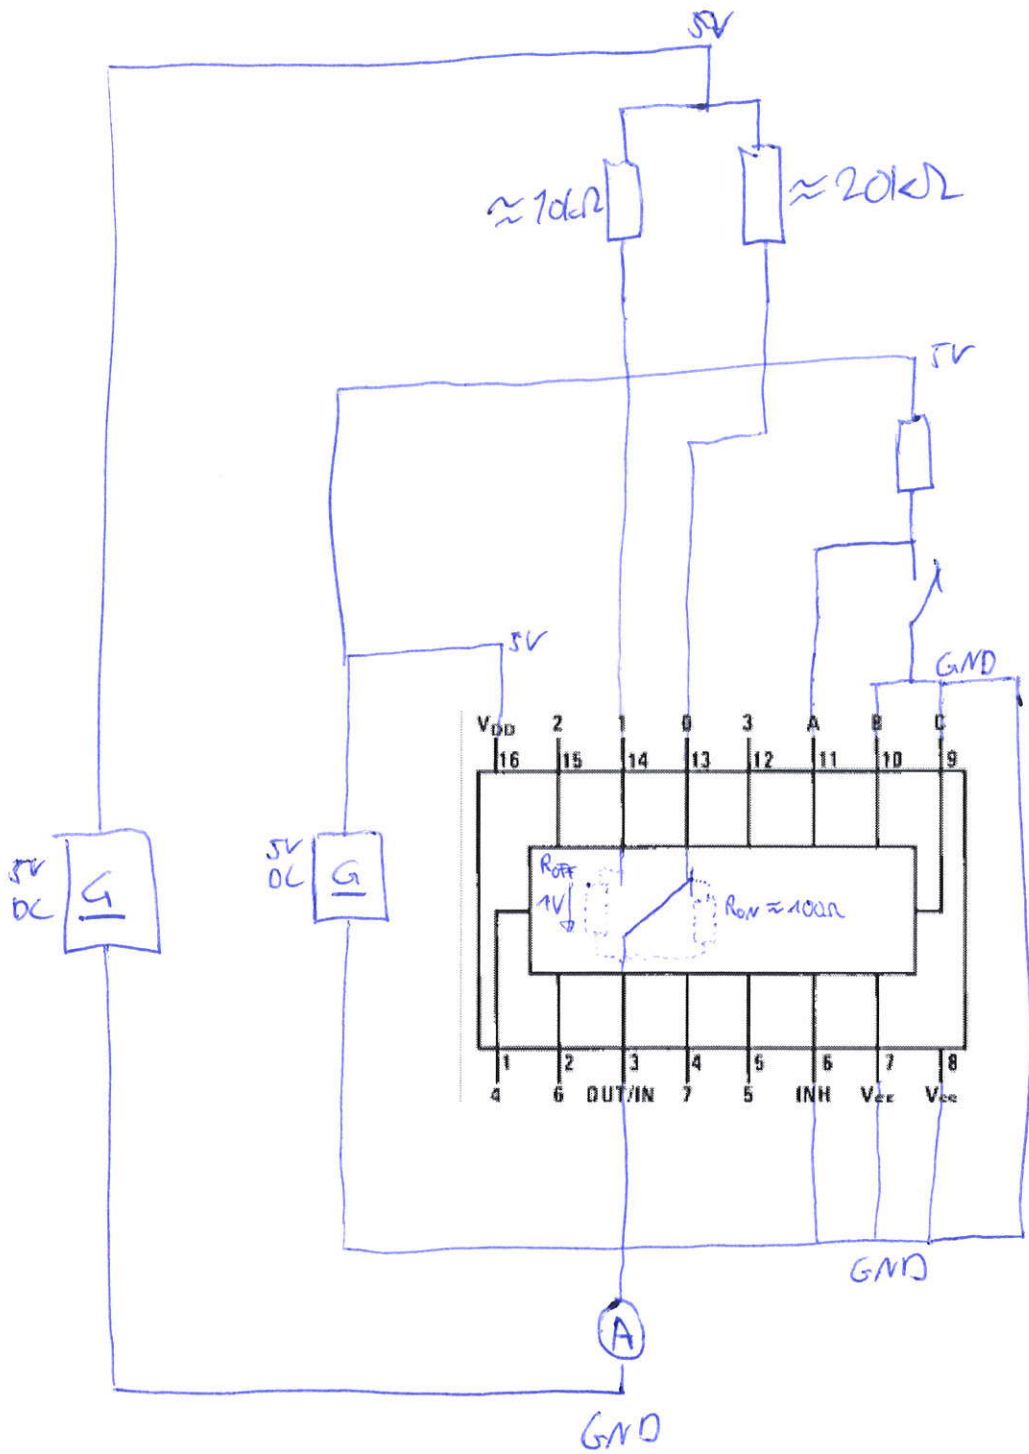 5V
≈10kΩ
≈20kΩ
5V
5V
GND
VDD 2 1 0 3 A B C
16 15 14 13 12 11 10 9
5V
DC
G
5V
DC
G
ROFF
1V
RON ≈ 100Ω
1 2 3 4 5 6 7 8
4 6 OUT/IN 7 5 INH VEE VSS
GND
A
GND